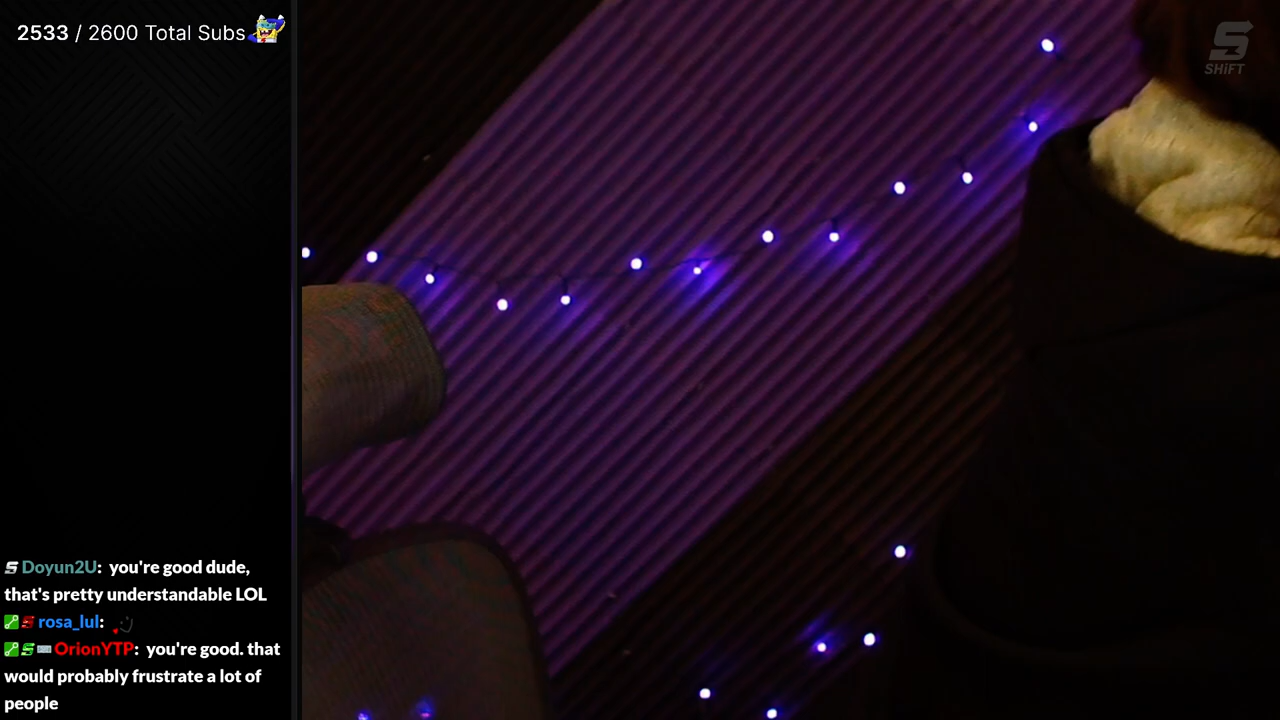 2533 / 2600 Total Subs
SHiFT
Doyun2U: you're good dude,
that's pretty understandable LOL
rosa_lul:
OrionYTP: you're good. that
would probably frustrate a lot of
people